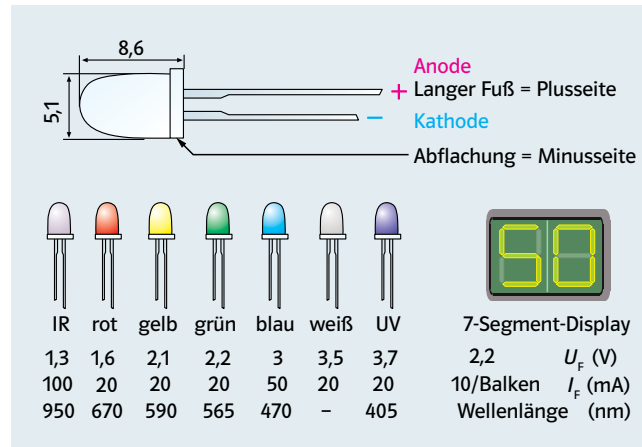 8,6
5,1
Anode
+ Langer Fuß = Plusseite
– Kathode
Abflachung = Minusseite
50
IR rot gelb grün blau weiß UV 7-Segment-Display
1,3 1,6 2,1 2,2 3 3,5 3,7 2,2 U_F (V)
100 20 20 20 50 20 20 10/Balken I_F (mA)
950 670 590 565 470 – 405 Wellenlänge (nm)